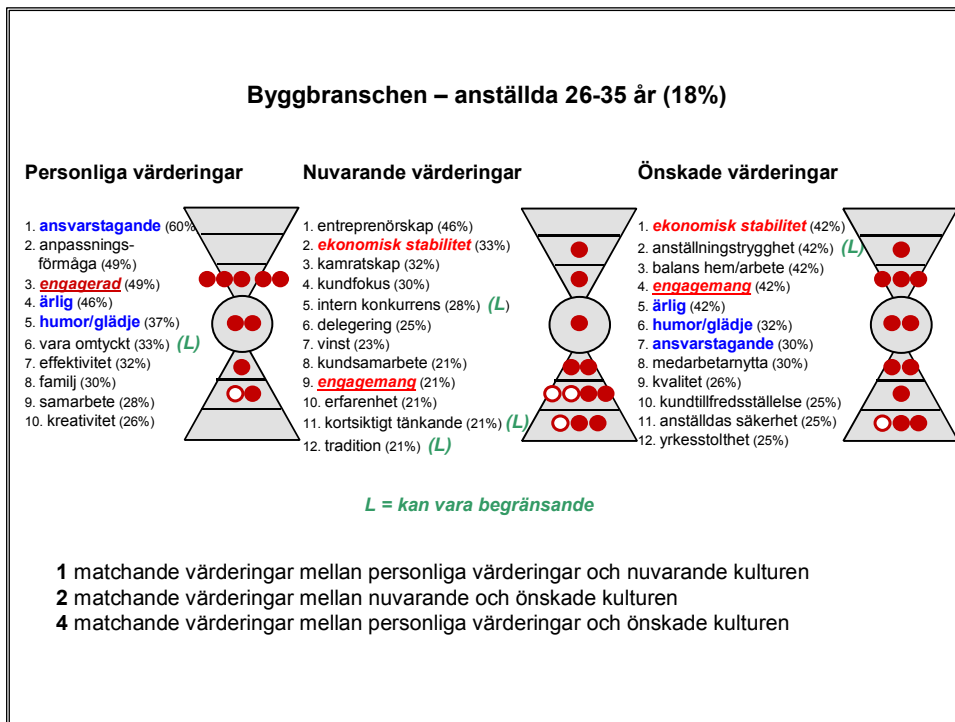 Byggbranschen – anställda 26-35 år (18%)
Personliga värderingar
1. ansvarstagande (60%
2. anpassnings-
förmåga (49%)
3. engagerad (49%)
4. ärlig (46%)
5. humor/glädje (37%)
6. vara omtyckt (33%) (L)
7. effektivitet (32%)
8. familj (30%)
9. samarbete (28%)
10. kreativitet (26%)
Nuvarande värderingar
1. entreprenörskap (46%)
2. ekonomisk stabilitet (33%)
3. kamratskap (32%)
4. kundfokus (30%)
5. intern konkurrens (28%) (L)
6. delegering (25%)
7. vinst (23%)
8. kundsamarbete (21%)
9. engagemang (21%)
10. erfarenhet (21%)
11. kortsiktigt tänkande (21%) (L)
12. tradition (21%) (L)
Önskade värderingar
1. ekonomisk stabilitet (42%)
2. anställningstrygghet (42%) (L)
3. balans hem/arbete (42%)
4. engagemang (42%)
5. ärlig (42%)
6. humor/glädje (32%)
7. ansvarstagande (30%)
8. medarbetarnytta (30%)
9. kvalitet (26%)
10. kundtillfredsställelse (25%)
11. anställdas säkerhet (25%)
12. yrkesstolthet (25%)
L = kan vara begränsande
1 matchande värderingar mellan personliga värderingar och nuvarande kulturen
2 matchande värderingar mellan nuvarande och önskade kulturen
4 matchande värderingar mellan personliga värderingar och önskade kulturen